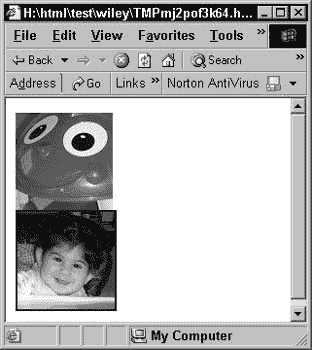 H:\html\test\wiley\TMPmj2pof3k64.h...
File Edit View Favorites Tools »
Back » Search
Address Go Links » Norton AntiVirus
My Computer